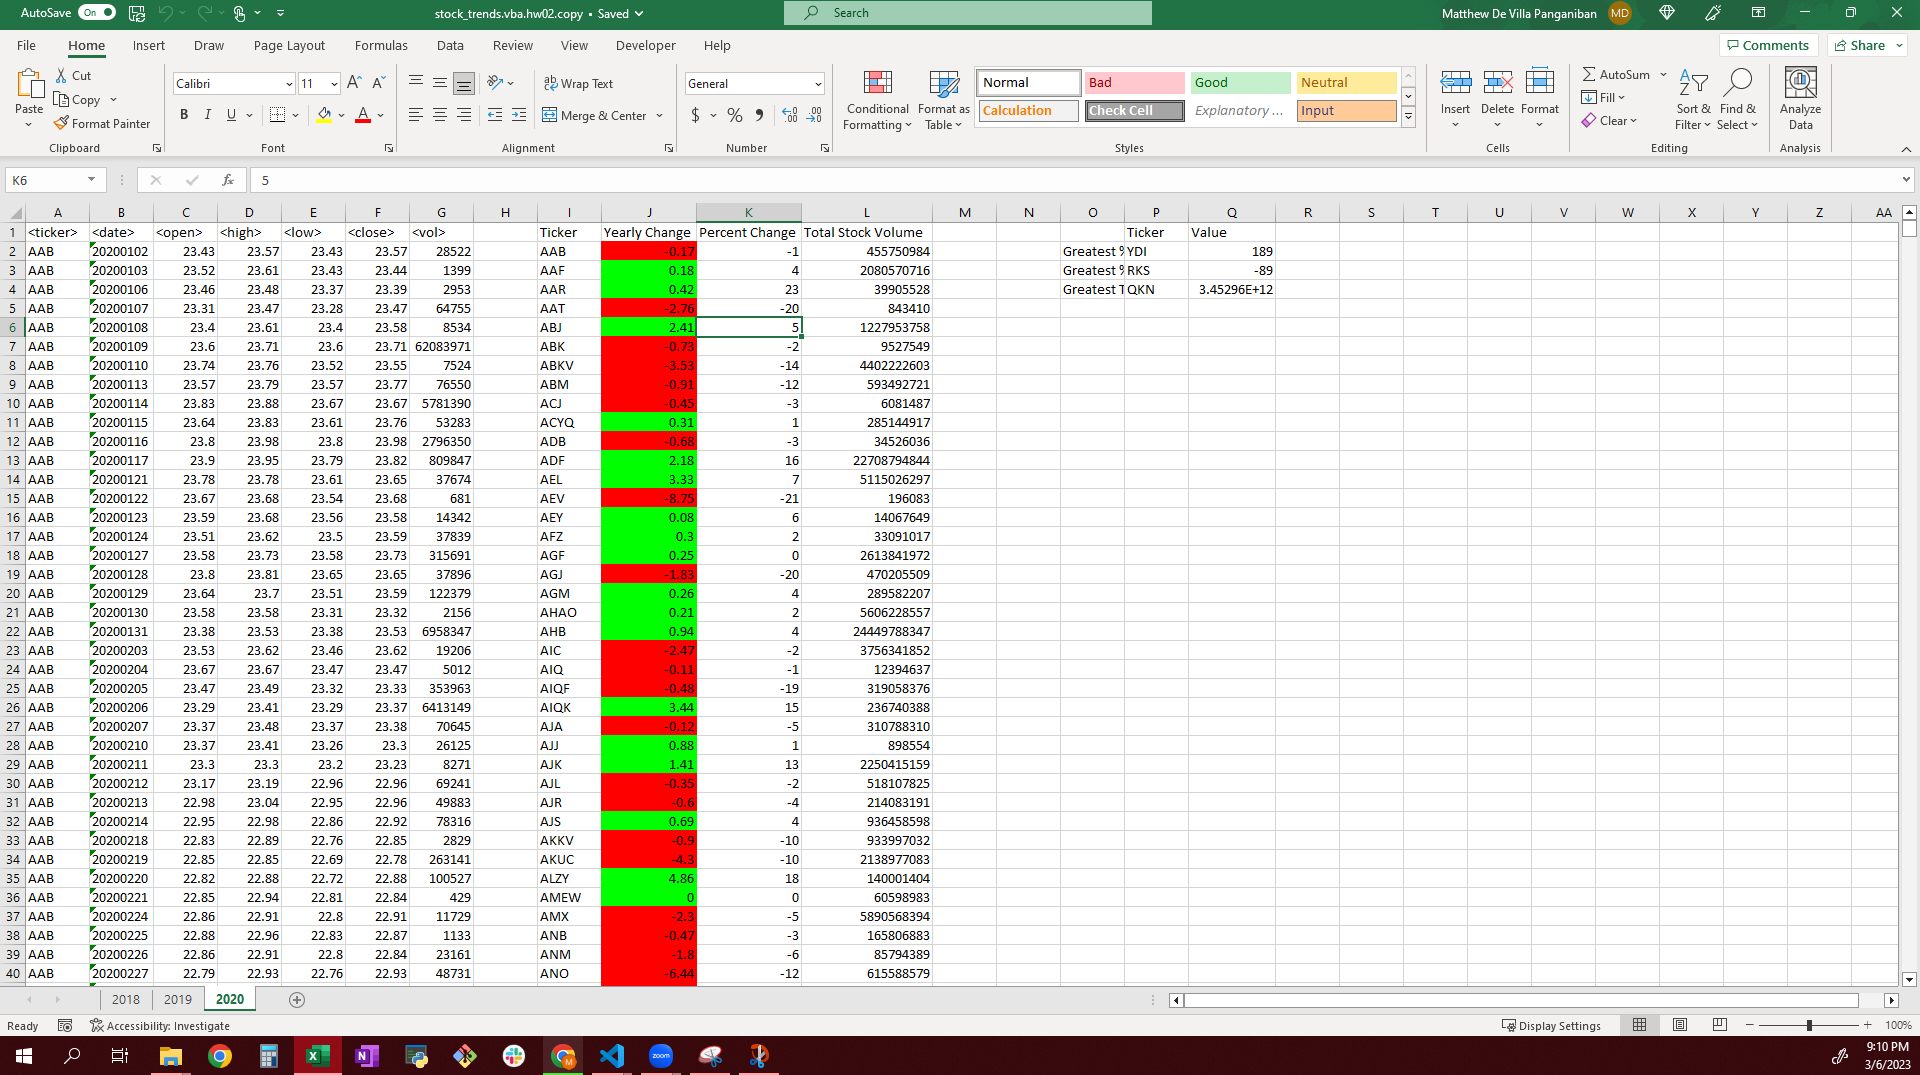 AutoSave On stock_trends.vba.hw02.copy • Saved Search Matthew De Villa Panganiban MD
File Home Insert Draw Page Layout Formulas Data Review View Developer Help Comments Share
Paste Cut Copy Format Painter Clipboard
Calibri 11 B I U A Font
Wrap Text Merge & Center Alignment
General $ % Number
Conditional Formatting Format as Table
Normal Bad Good Neutral
Calculation Check Cell Explanatory ... Input
Styles
Insert Delete Format Cells
AutoSum Fill Clear Sort & Filter Find & Select Editing
Analyze Data Analysis
K6 fx 5
A B C D E F G H I J K L M N O P Q R S T U V W X Y Z AA
1 <ticker> <date> <open> <high> <low> <close> <vol> Ticker Yearly Change Percent Change Total Stock Volume Ticker Value
2 AAB 20200102 23.43 23.57 23.43 23.57 28522 AAB -0.17 -1 455750984 Greatest % YDI 189
3 AAB 20200103 23.52 23.61 23.43 23.44 1399 AAF 0.18 4 2080570716 Greatest % RKS -89
4 AAB 20200106 23.46 23.48 23.37 23.39 2953 AAR 0.42 23 39905528 Greatest T QKN 3.45296E+12
5 AAB 20200107 23.31 23.47 23.28 23.47 64755 AAT -2.76 -20 843410
6 AAB 20200108 23.4 23.61 23.4 23.58 8534 ABJ 2.41 5 1227953758
7 AAB 20200109 23.6 23.71 23.6 23.71 62083971 ABK -0.73 -2 9527549
8 AAB 20200110 23.74 23.76 23.52 23.55 7524 ABKV -3.53 -14 4402222603
9 AAB 20200113 23.57 23.79 23.57 23.77 76550 ABM -0.91 -12 593492721
10 AAB 20200114 23.83 23.88 23.67 23.67 5781390 ACJ -0.45 -3 6081487
11 AAB 20200115 23.64 23.83 23.61 23.76 53283 ACYQ 0.31 1 285144917
12 AAB 20200116 23.8 23.98 23.8 23.98 2796350 ADB -0.68 -3 34526036
13 AAB 20200117 23.9 23.95 23.79 23.82 809847 ADF 2.18 16 22708794844
14 AAB 20200121 23.78 23.78 23.61 23.65 37674 AEL 3.33 7 5115026297
15 AAB 20200122 23.67 23.68 23.54 23.68 681 AEV -8.75 -21 196083
16 AAB 20200123 23.59 23.68 23.56 23.58 14342 AEY 0.08 6 14067649
17 AAB 20200124 23.51 23.62 23.5 23.59 37839 AFZ 0.3 2 33091017
18 AAB 20200127 23.58 23.73 23.58 23.73 315691 AGF 0.25 0 2613841972
19 AAB 20200128 23.8 23.81 23.65 23.65 37896 AGJ -1.83 -20 470205509
20 AAB 20200129 23.64 23.7 23.51 23.59 122379 AGM 0.26 4 289582207
21 AAB 20200130 23.58 23.58 23.31 23.32 2156 AHAO 0.21 2 5606228557
22 AAB 20200131 23.38 23.53 23.38 23.53 6958347 AHB 0.94 4 24449788347
23 AAB 20200203 23.53 23.62 23.46 23.62 19206 AIC -2.47 -2 3756341852
24 AAB 20200204 23.67 23.67 23.47 23.47 5012 AIQ -0.11 -1 12394637
25 AAB 20200205 23.47 23.49 23.32 23.33 353963 AIQF -0.48 -19 319058376
26 AAB 20200206 23.29 23.41 23.29 23.37 6413149 AIQK 3.44 15 236740388
27 AAB 20200207 23.37 23.48 23.37 23.38 70645 AJA -0.12 -5 310788310
28 AAB 20200210 23.37 23.41 23.26 23.3 26125 AJJ 0.88 1 898554
29 AAB 20200211 23.3 23.3 23.2 23.23 8271 AJK 1.41 13 2250415159
30 AAB 20200212 23.17 23.19 22.96 22.96 69241 AJL -0.35 -2 518107825
31 AAB 20200213 22.98 23.04 22.95 22.96 49883 AJR -0.6 -4 214083191
32 AAB 20200214 22.95 22.98 22.86 22.92 78316 AJS 0.69 4 936458598
33 AAB 20200218 22.83 22.89 22.76 22.85 2829 AKKV -0.9 -10 933997032
34 AAB 20200219 22.85 22.85 22.69 22.78 263141 AKUC -4.3 -10 2138977083
35 AAB 20200220 22.82 22.88 22.72 22.88 100527 ALZY 4.86 18 140001404
36 AAB 20200221 22.85 22.94 22.81 22.84 429 AMEW 0 0 60598983
37 AAB 20200224 22.86 22.91 22.8 22.91 11729 AMX -2.3 -5 5890568394
38 AAB 20200225 22.88 22.96 22.83 22.87 1133 ANB -0.47 -3 165806883
39 AAB 20200226 22.86 22.91 22.8 22.84 23161 ANM -1.8 -6 85794389
40 AAB 20200227 22.79 22.93 22.76 22.93 48731 ANO -6.44 -12 615588579
2018 2019 2020
Ready Accessibility: Investigate Display Settings 100%
zoom
9:10 PM
3/6/2023